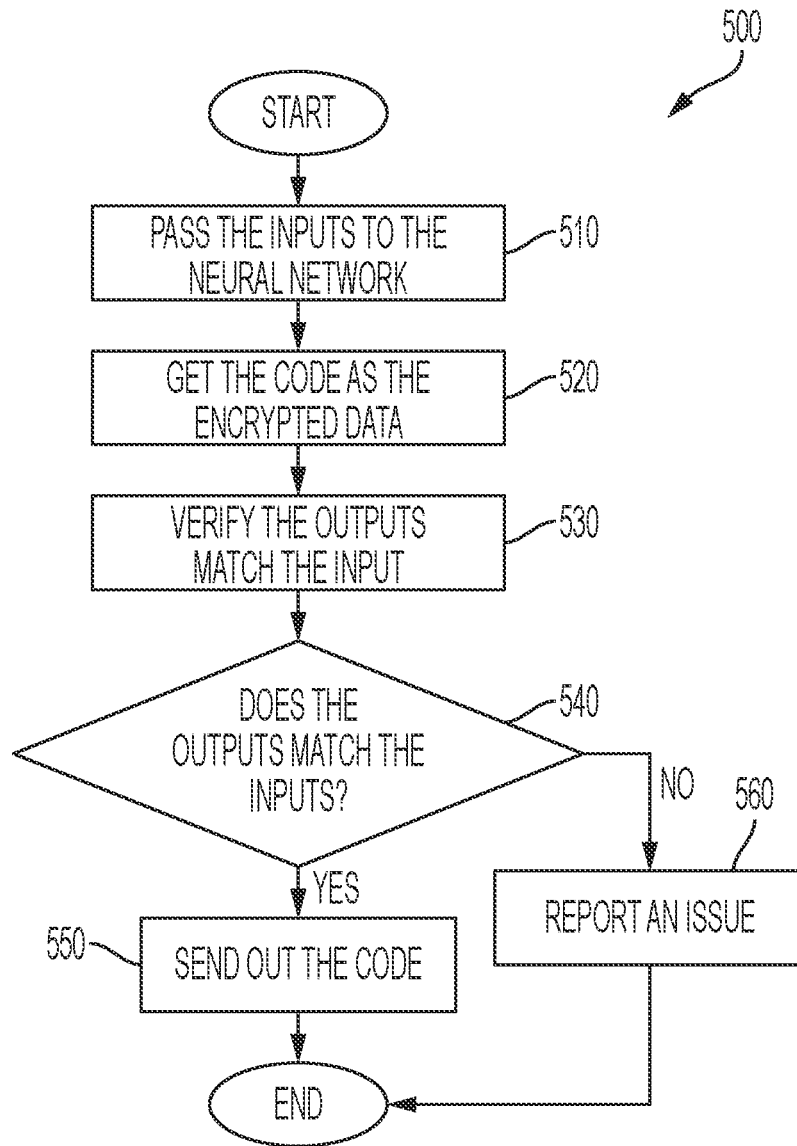 500
START
PASS THE INPUTS TO THE
NEURAL NETWORK
510
GET THE CODE AS THE
ENCRYPTED DATA
520
VERIFY THE OUTPUTS
MATCH THE INPUT
530
DOES THE
OUTPUTS MATCH THE
INPUTS?
540
NO
YES
560
REPORT AN ISSUE
550
SEND OUT THE CODE
END